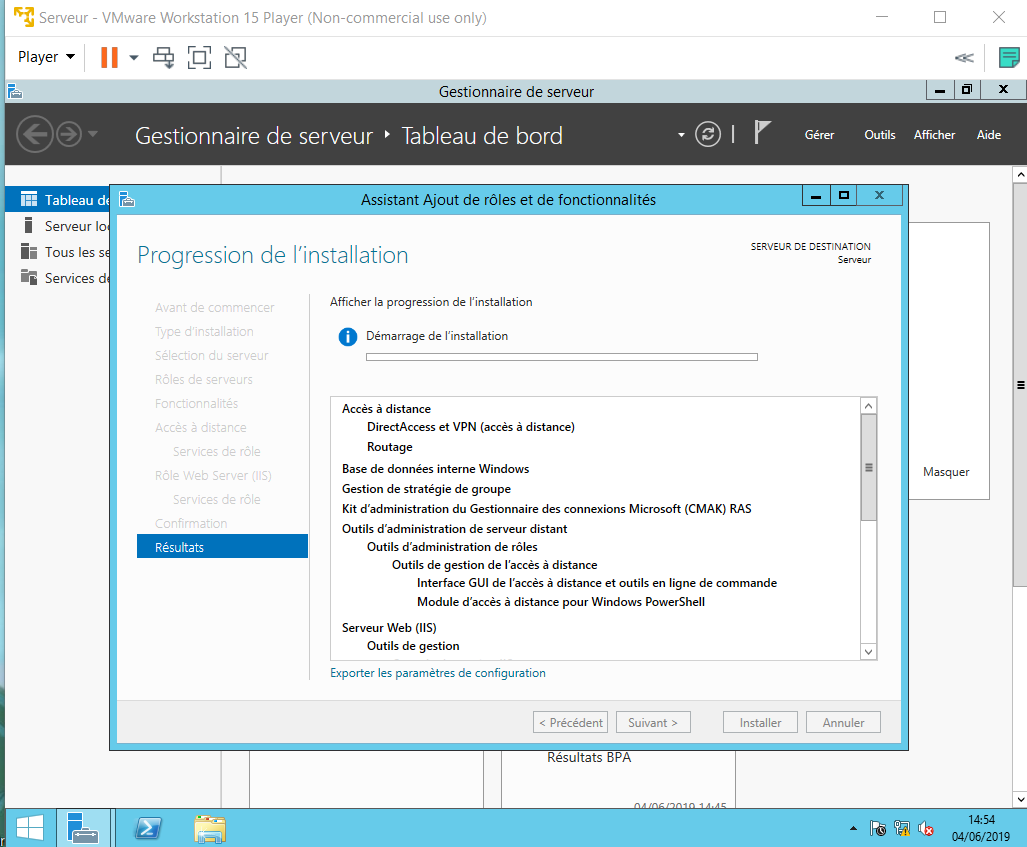 Serveur - VMware Workstation 15 Player (Non-commercial use only)
Player
Gestionnaire de serveur
Gestionnaire de serveur
Tableau de bord
Gérer
Outils
Afficher
Aide
Tableau de
Serveur loc
Tous les se
Services de
Assistant Ajout de rôles et de fonctionnalités
Progression de l'installation
SERVEUR DE DESTINATION
Serveur
Avant de commencer
Type d'installation
Sélection du serveur
Rôles de serveurs
Fonctionnalités
Accès à distance
Services de rôle
Rôle Web Server (IIS)
Services de rôle
Confirmation
Résultats
Afficher la progression de l'installation
Démarrage de l'installation
Accès à distance
DirectAccess et VPN (accès à distance)
Routage
Base de données interne Windows
Gestion de stratégie de groupe
Kit d'administration du Gestionnaire des connexions Microsoft (CMAK) RAS
Outils d'administration de serveur distant
Outils d'administration de rôles
Outils de gestion de l'accès à distance
Interface GUI de l'accès à distance et outils en ligne de commande
Module d'accès à distance pour Windows PowerShell
Serveur Web (IIS)
Outils de gestion
Exporter les paramètres de configuration
< Précédent
Suivant >
Installer
Annuler
Masquer
Résultats BPA
04/06/2019 14:45
14:54
04/06/2019